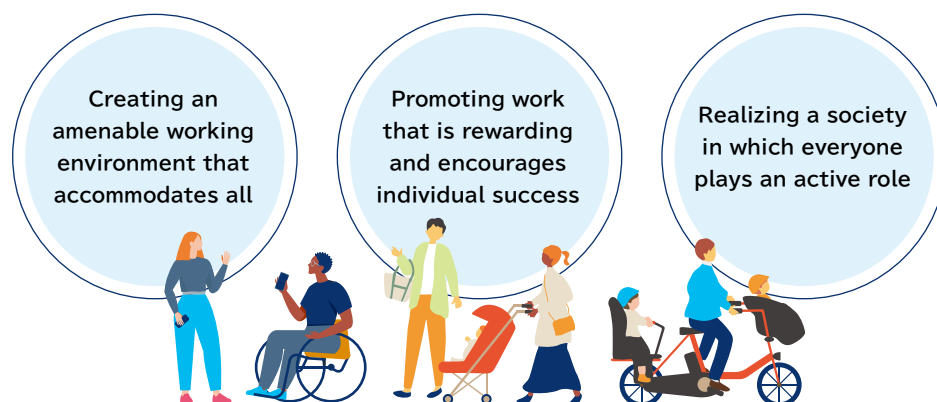 Creating an
amenable working
environment that
accommodates all
Promoting work
that is rewarding
and encourages
individual success
Realizing a society
in which everyone
plays an active role